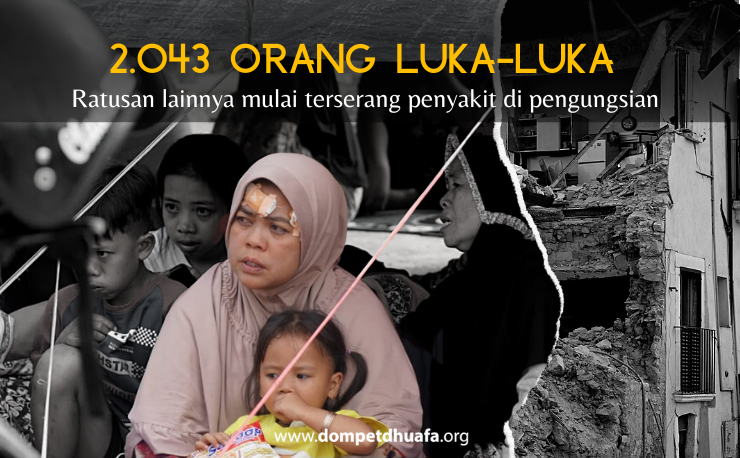 2.043 ORANG LUKA-LUKA
Ratusan lainnya mulai terserang penyakit di pengungsian
www.dompetdhuafa.org